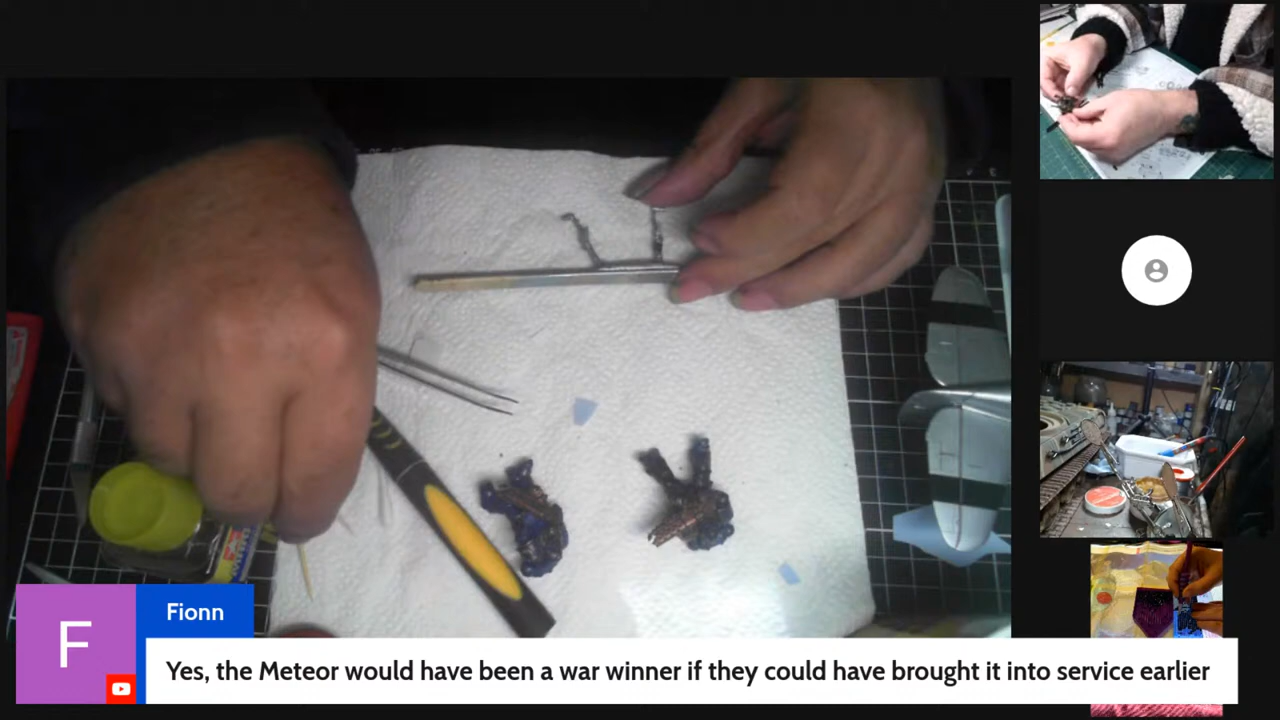 Fionn
F
Yes, the Meteor would have been a war winner if they could have brought it into service earlier